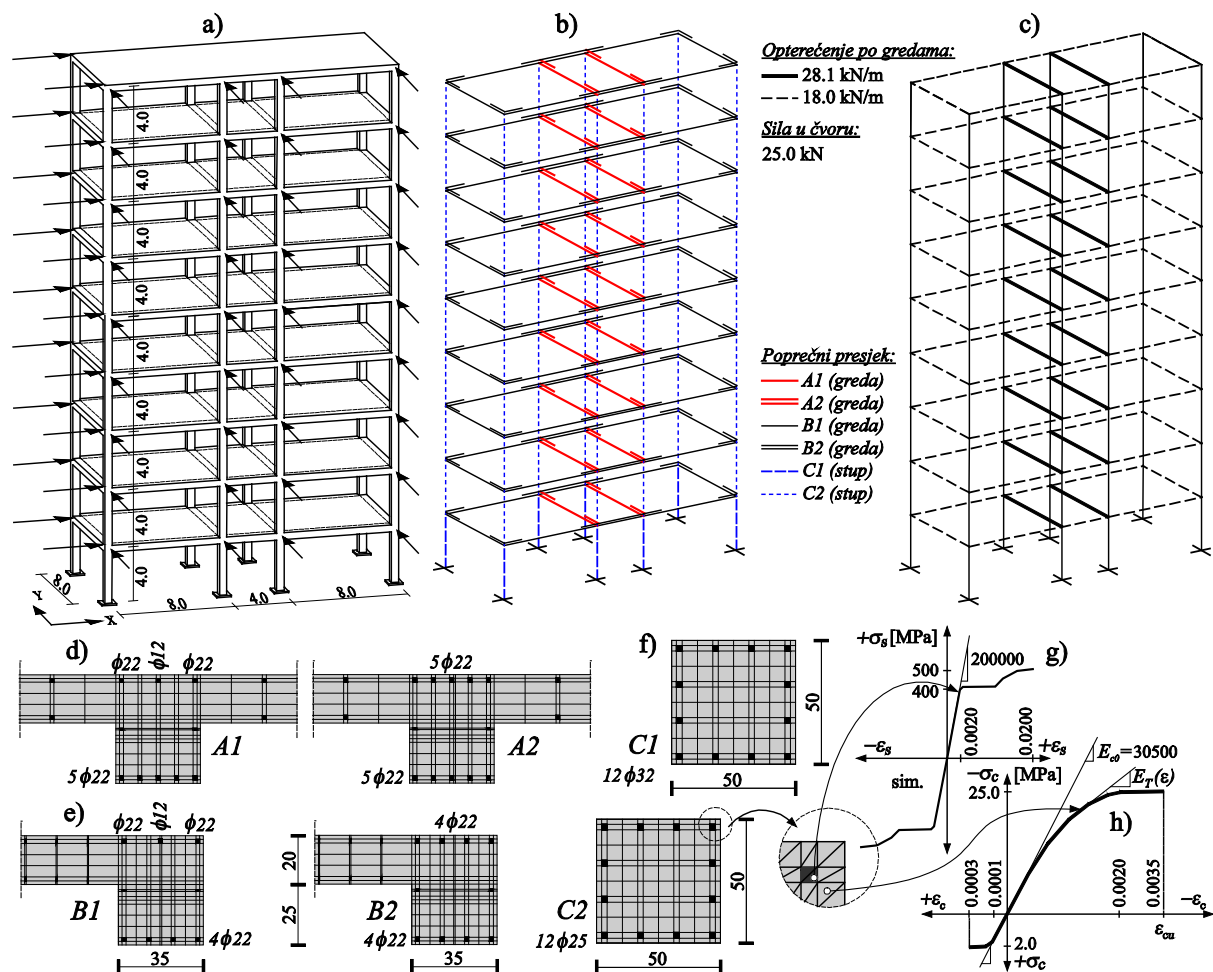 a)
4.0
4.0
4.0
4.0
4.0
4.0
4.0
4.0
4.0
8.0
8.0
4.0
8.0
Y
X
b)
Opterećenje po gredama:
28.1 kN/m
18.0 kN/m
Sila u čvoru:
25.0 kN
Poprečni presjek:
A1 (greda)
A2 (greda)
B1 (greda)
B2 (greda)
C1 (stup)
C2 (stup)
c)
d)
ϕ22
ϕ12
ϕ22
5ϕ22
A1
5ϕ22
5ϕ22
A2
e)
ϕ22
ϕ12
ϕ22
B1
4ϕ22
35
20
25
4ϕ22
B2
4ϕ22
35
f)
C1
12ϕ32
50
50
C2
12ϕ25
50
50
g)
+σs [MPa]
500
400
200000
0.0020
0.0200
−εs
+εs
sim.
h)
−σc [MPa]
25.0
Ec0=30500
ET(ε)
0.0003
0.0001
0.0020
0.0035
+εc
−εc
εcu
2.0
+σc